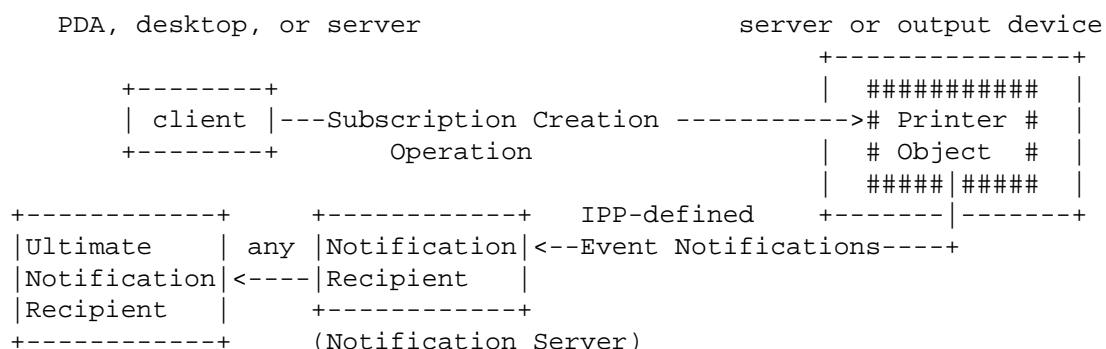 PDA, desktop, or server                         server or output device
                                                    +---------------+
       +--------+                                   |  ###########  |
       | client |---Subscription Creation -----------># Printer #  |
       +--------+       Operation                   |  # Object  #  |
                                                    |  #####|#####  |
+------------+     +------------+   IPP-defined     +-------|-------+
|Ultimate    | any |Notification|<--Event Notifications----+
|Notification|<----|Recipient   |
|Recipient   |     +------------+
+------------+     (Notification Server)